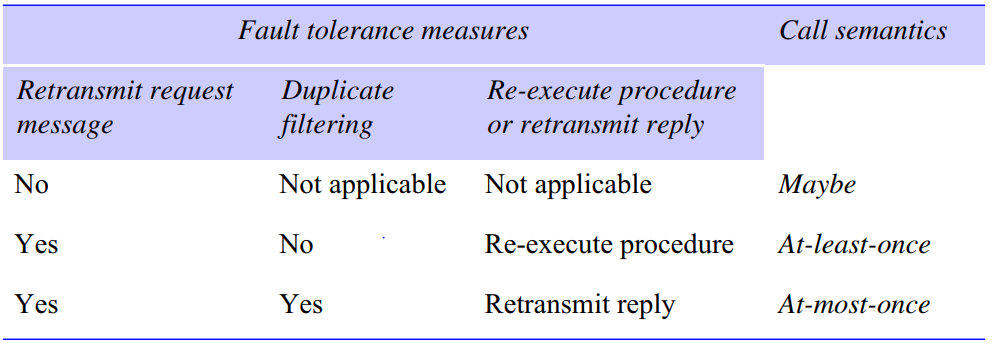 Fault tolerance measures Call semantics
Retransmit request Duplicate Re-execute procedure
message filtering or retransmit reply
No Not applicable Not applicable Maybe
Yes No Re-execute procedure At-least-once
Yes Yes Retransmit reply At-most-once